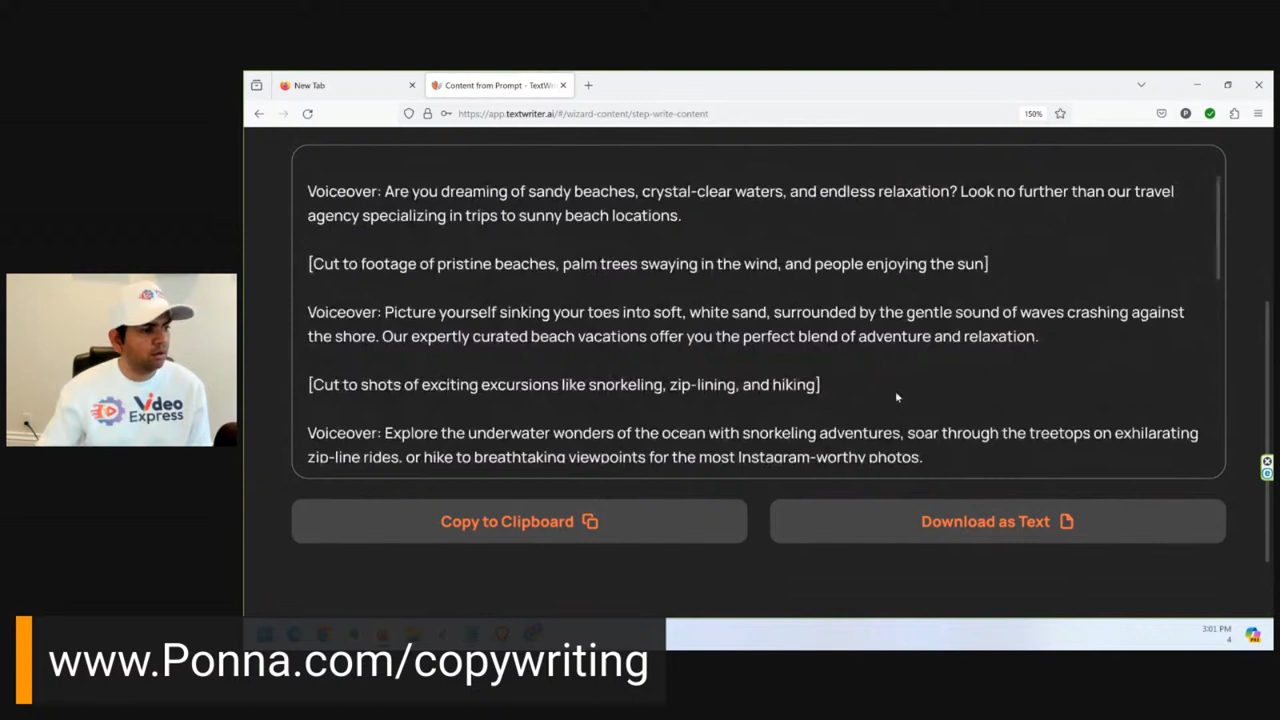 New Tab
Content from Prompt - TextWri
https://app.textwriter.ai/#/wizard-content/step-write-content
150%
Voiceover: Are you dreaming of sandy beaches, crystal-clear waters, and endless relaxation? Look no further than our travel
agency specializing in trips to sunny beach locations.
[Cut to footage of pristine beaches, palm trees swaying in the wind, and people enjoying the sun]
Voiceover: Picture yourself sinking your toes into soft, white sand, surrounded by the gentle sound of waves crashing against
the shore. Our expertly curated beach vacations offer you the perfect blend of adventure and relaxation.
[Cut to shots of exciting excursions like snorkeling, zip-lining, and hiking]
Voiceover: Explore the underwater wonders of the ocean with snorkeling adventures, soar through the treetops on exhilarating
zip-line rides, or hike to breathtaking viewpoints for the most Instagram-worthy photos.
Copy to Clipboard
Download as Text
Video
Express
3:01 PM
4
www.Ponna.com/copywriting